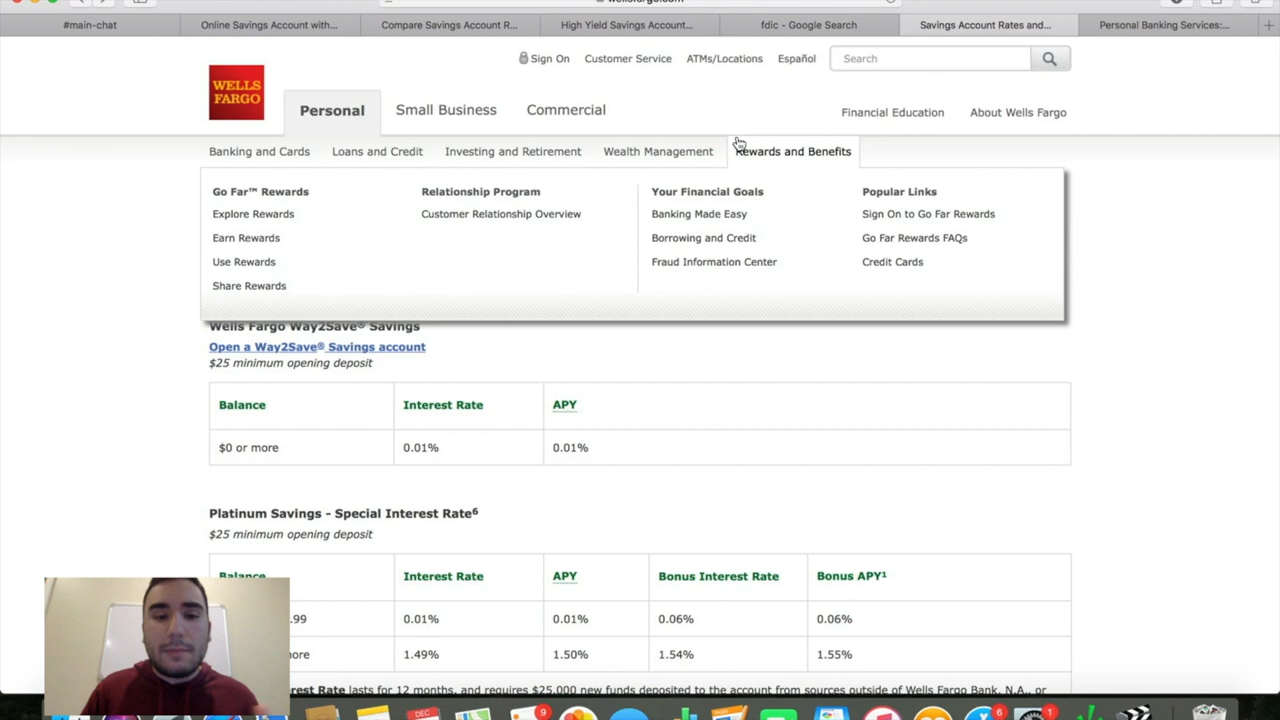 wellsfargo.com
#main-chat
Online Savings Account with...
Compare Savings Account R...
High Yield Savings Account...
fdic - Google Search
Savings Account Rates and...
Personal Banking Services:...
Sign On
Customer Service
ATMs/Locations
Español
Search
WELLS
FARGO
Personal
Small Business
Commercial
Financial Education
About Wells Fargo
Banking and Cards
Loans and Credit
Investing and Retirement
Wealth Management
Rewards and Benefits
Go Far™ Rewards
Explore Rewards
Earn Rewards
Use Rewards
Share Rewards
Relationship Program
Customer Relationship Overview
Your Financial Goals
Banking Made Easy
Borrowing and Credit
Fraud Information Center
Popular Links
Sign On to Go Far Rewards
Go Far Rewards FAQs
Credit Cards
Wells Fargo Way2Save® Savings
Open a Way2Save® Savings account
$25 minimum opening deposit
Balance Interest Rate APY
$0 or more 0.01% 0.01%
Platinum Savings - Special Interest Rate⁶
$25 minimum opening deposit
Balance Interest Rate APY Bonus Interest Rate Bonus APY¹
.99 0.01% 0.01% 0.06% 0.06%
more 1.49% 1.50% 1.54% 1.55%
Interest Rate lasts for 12 months, and requires $25,000 new funds deposited to the account from sources outside of Wells Fargo Bank, N.A., or
DEC
9
6
1